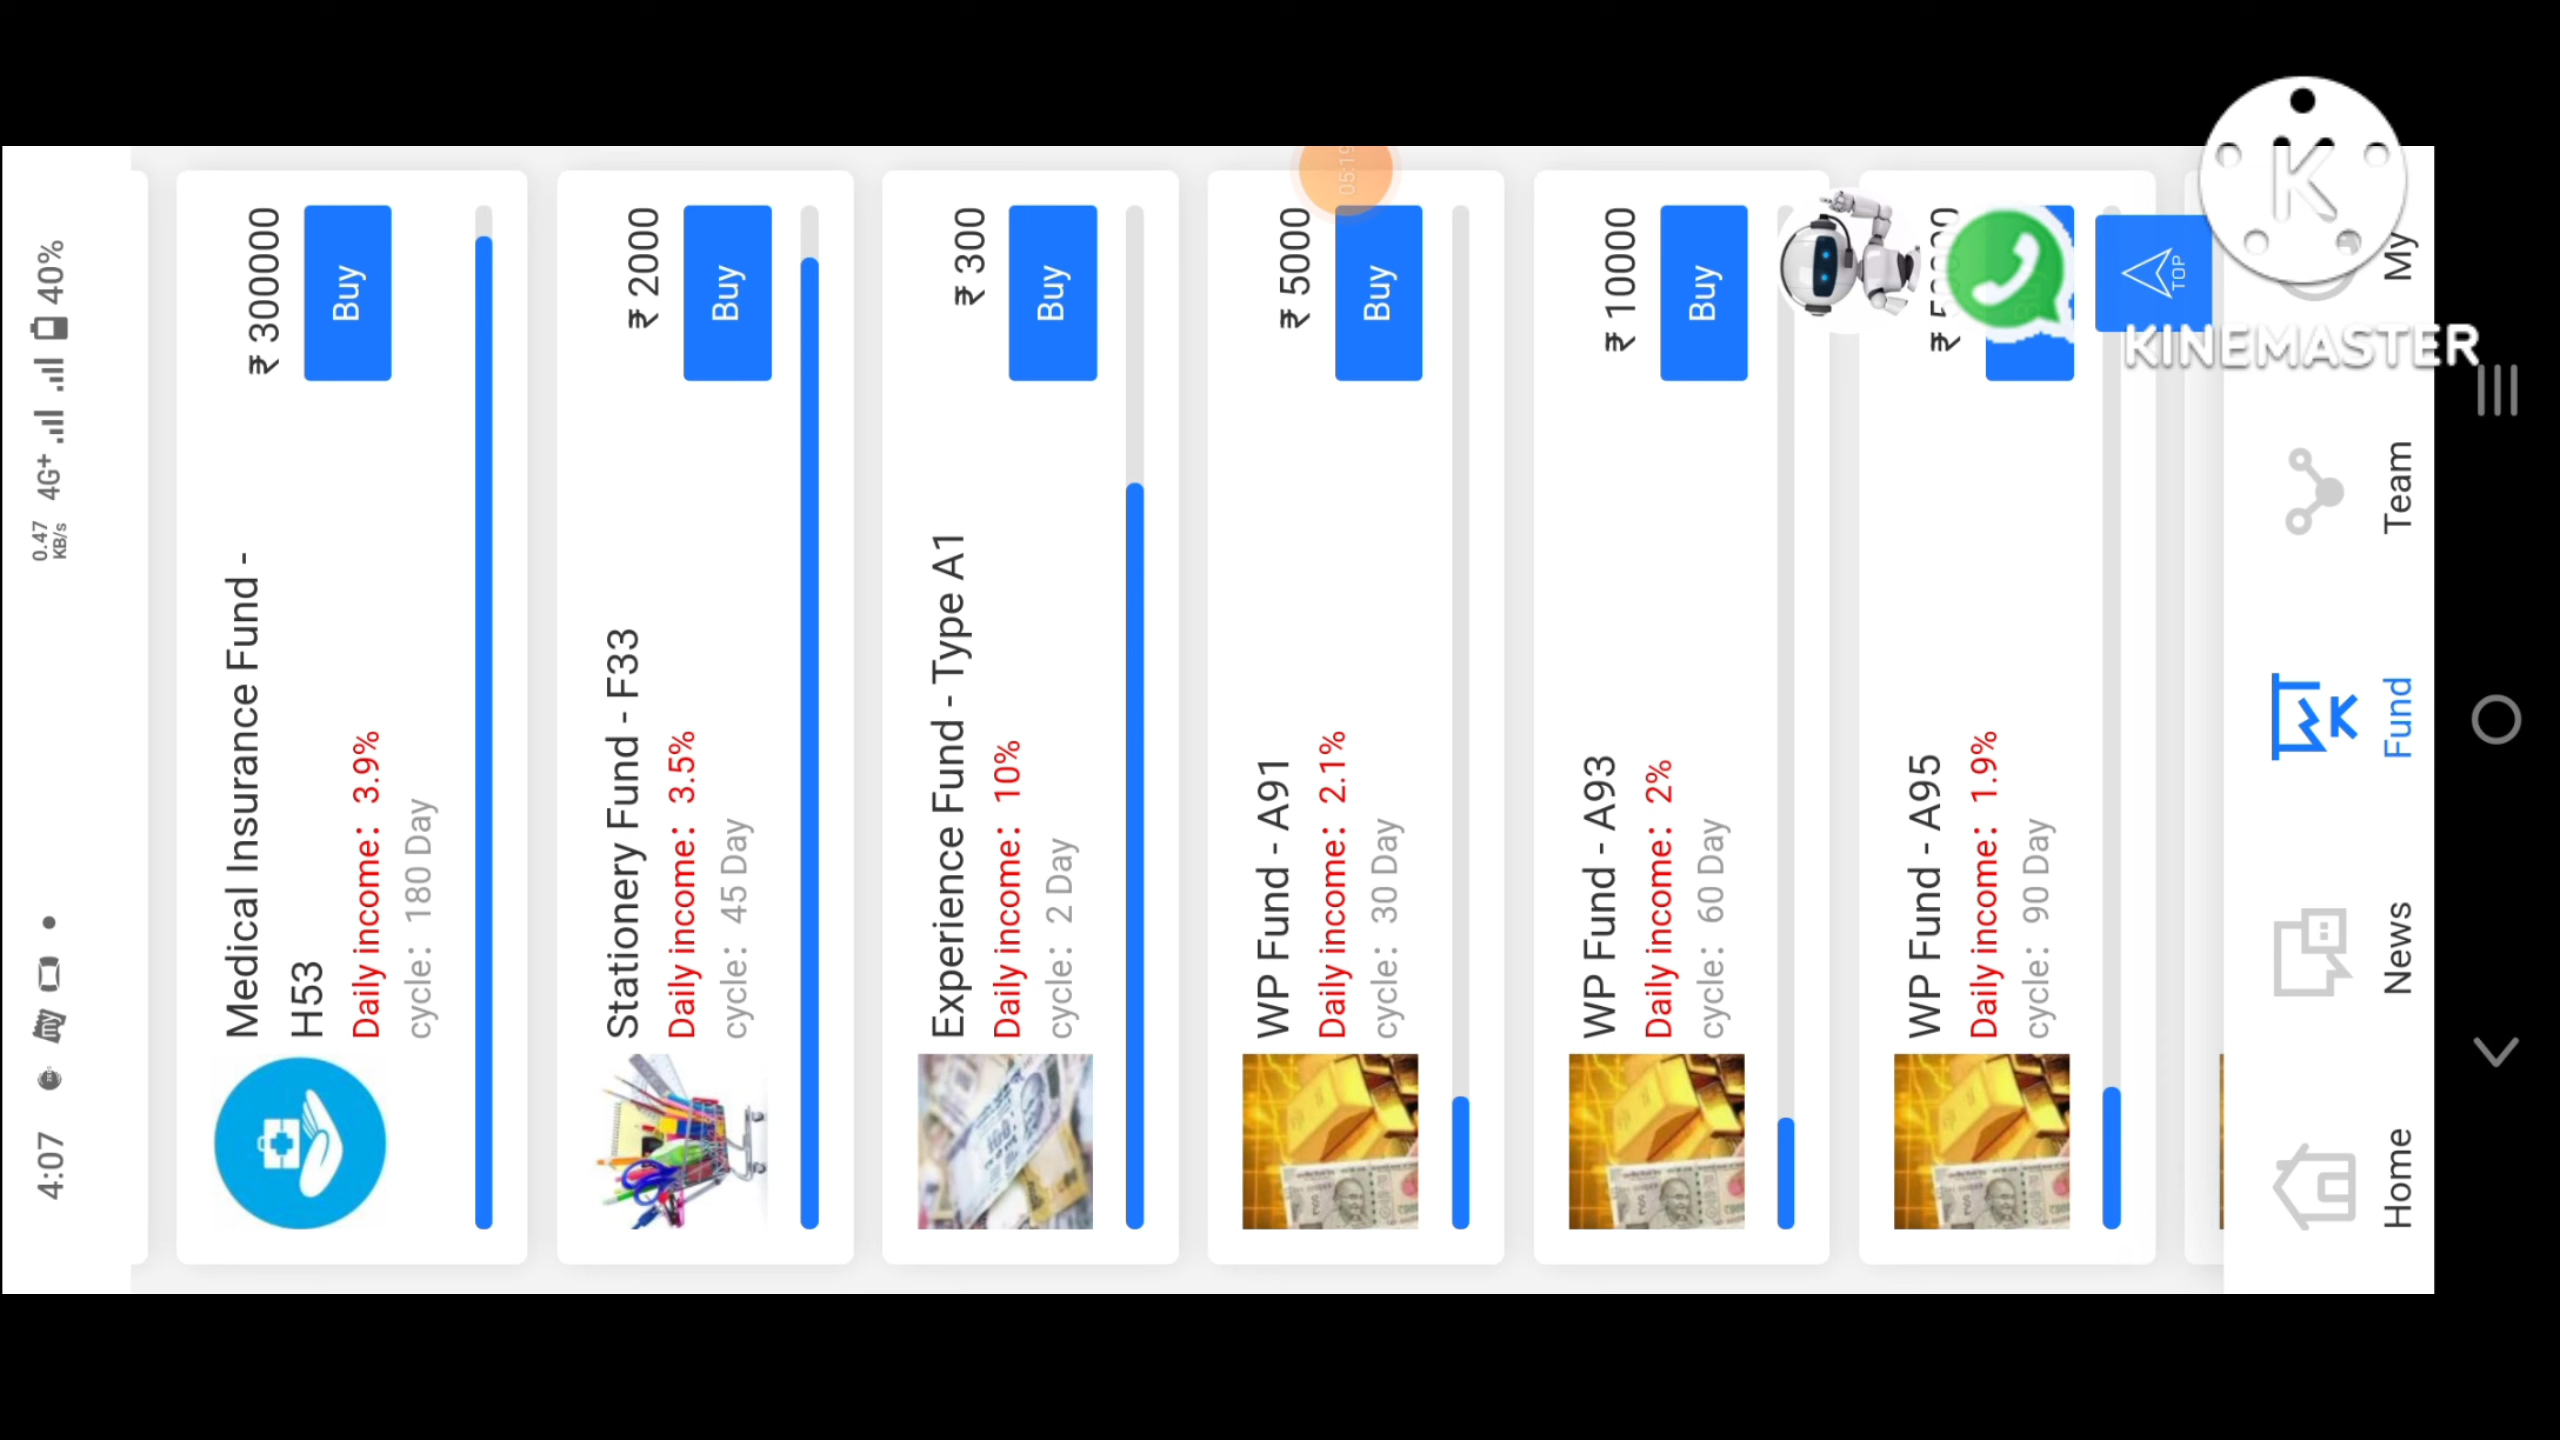 4:07
0.47
KB/s
4G+
40%
Medical Insurance Fund -
H53
₹ 300000
Daily income: 3.9%
Buy
cycle: 180 Day
Stationery Fund - F33
₹ 2000
Daily income: 3.5%
Buy
cycle: 45 Day
Experience Fund - Type A1
₹ 300
Daily income: 10%
Buy
cycle: 2 Day
05:19
WP Fund - A91
₹ 5000
Daily income: 2.1%
Buy
cycle: 30 Day
WP Fund - A93
₹ 10000
Daily income: 2%
Buy
cycle: 60 Day
WP Fund - A95
Daily income: 1.9%
cycle: 90 Day
TOP
Home
News
Fund
Team
My
K
KINEMASTER